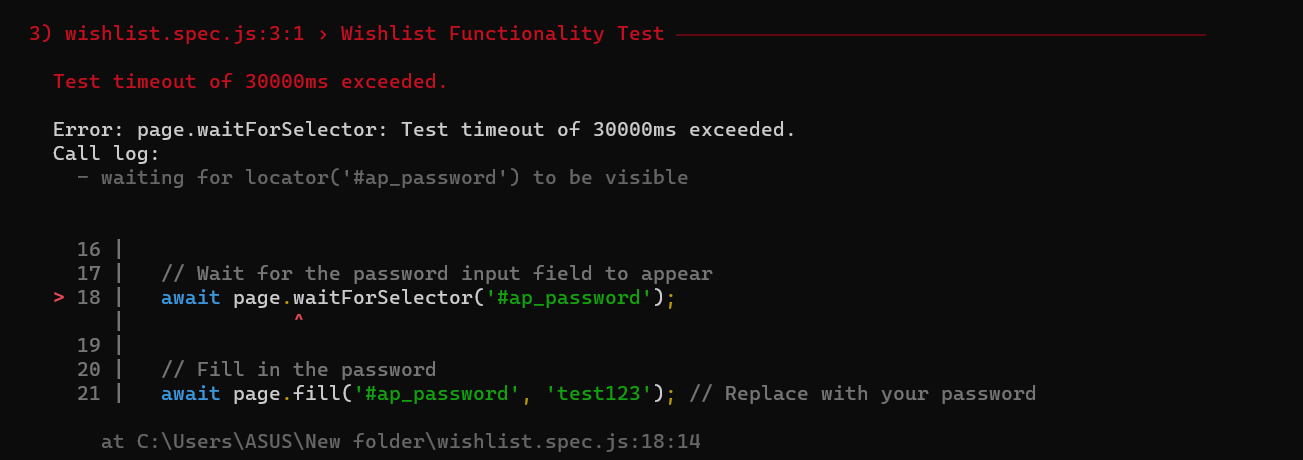 3) wishlist.spec.js:3:1 › Wishlist Functionality Test ────────────────────────────────────────────
Test timeout of 30000ms exceeded.
Error: page.waitForSelector: Test timeout of 30000ms exceeded.
Call log:
- waiting for locator('#ap_password') to be visible
16 |
17 |   // Wait for the password input field to appear
> 18 |   await page.waitForSelector('#ap_password');
|              ^
19 |
20 |   // Fill in the password
21 |   await page.fill('#ap_password', 'test123'); // Replace with your password
at C:\Users\ASUS\New folder\wishlist.spec.js:18:14